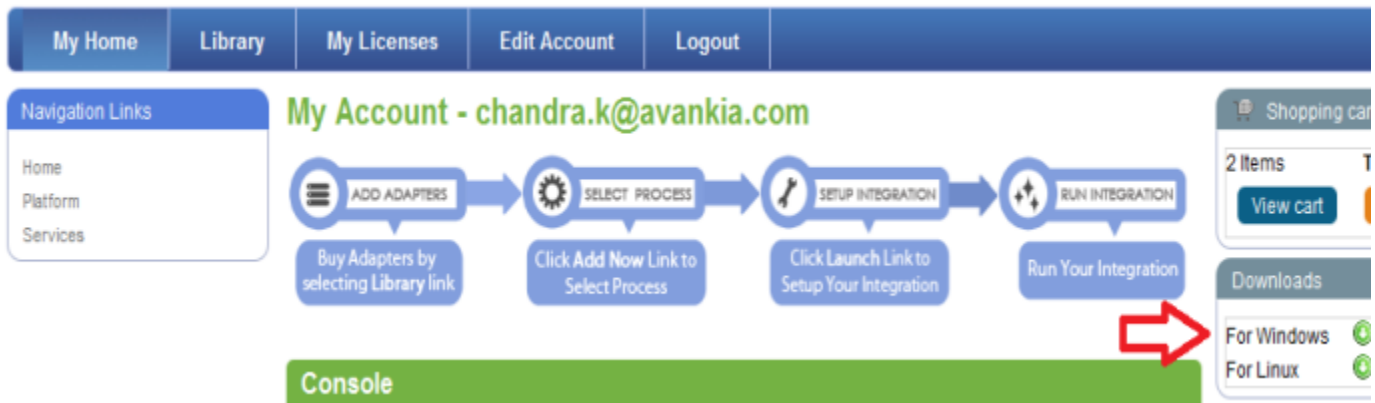 My Home Library My Licenses Edit Account Logout
Navigation Links
Home
Platform
Services
My Account - chandra.k@avankia.com
ADD ADAPTERS
Buy Adapters by
selecting Library link
SELECT PROCESS
Click Add Now Link to
Select Process
SETUP INTEGRATION
Click Launch Link to
Setup Your Integration
RUN INTEGRATION
Run Your Integration
Console
Shopping car
2 Items T
View cart
Downloads
For Windows
For Linux